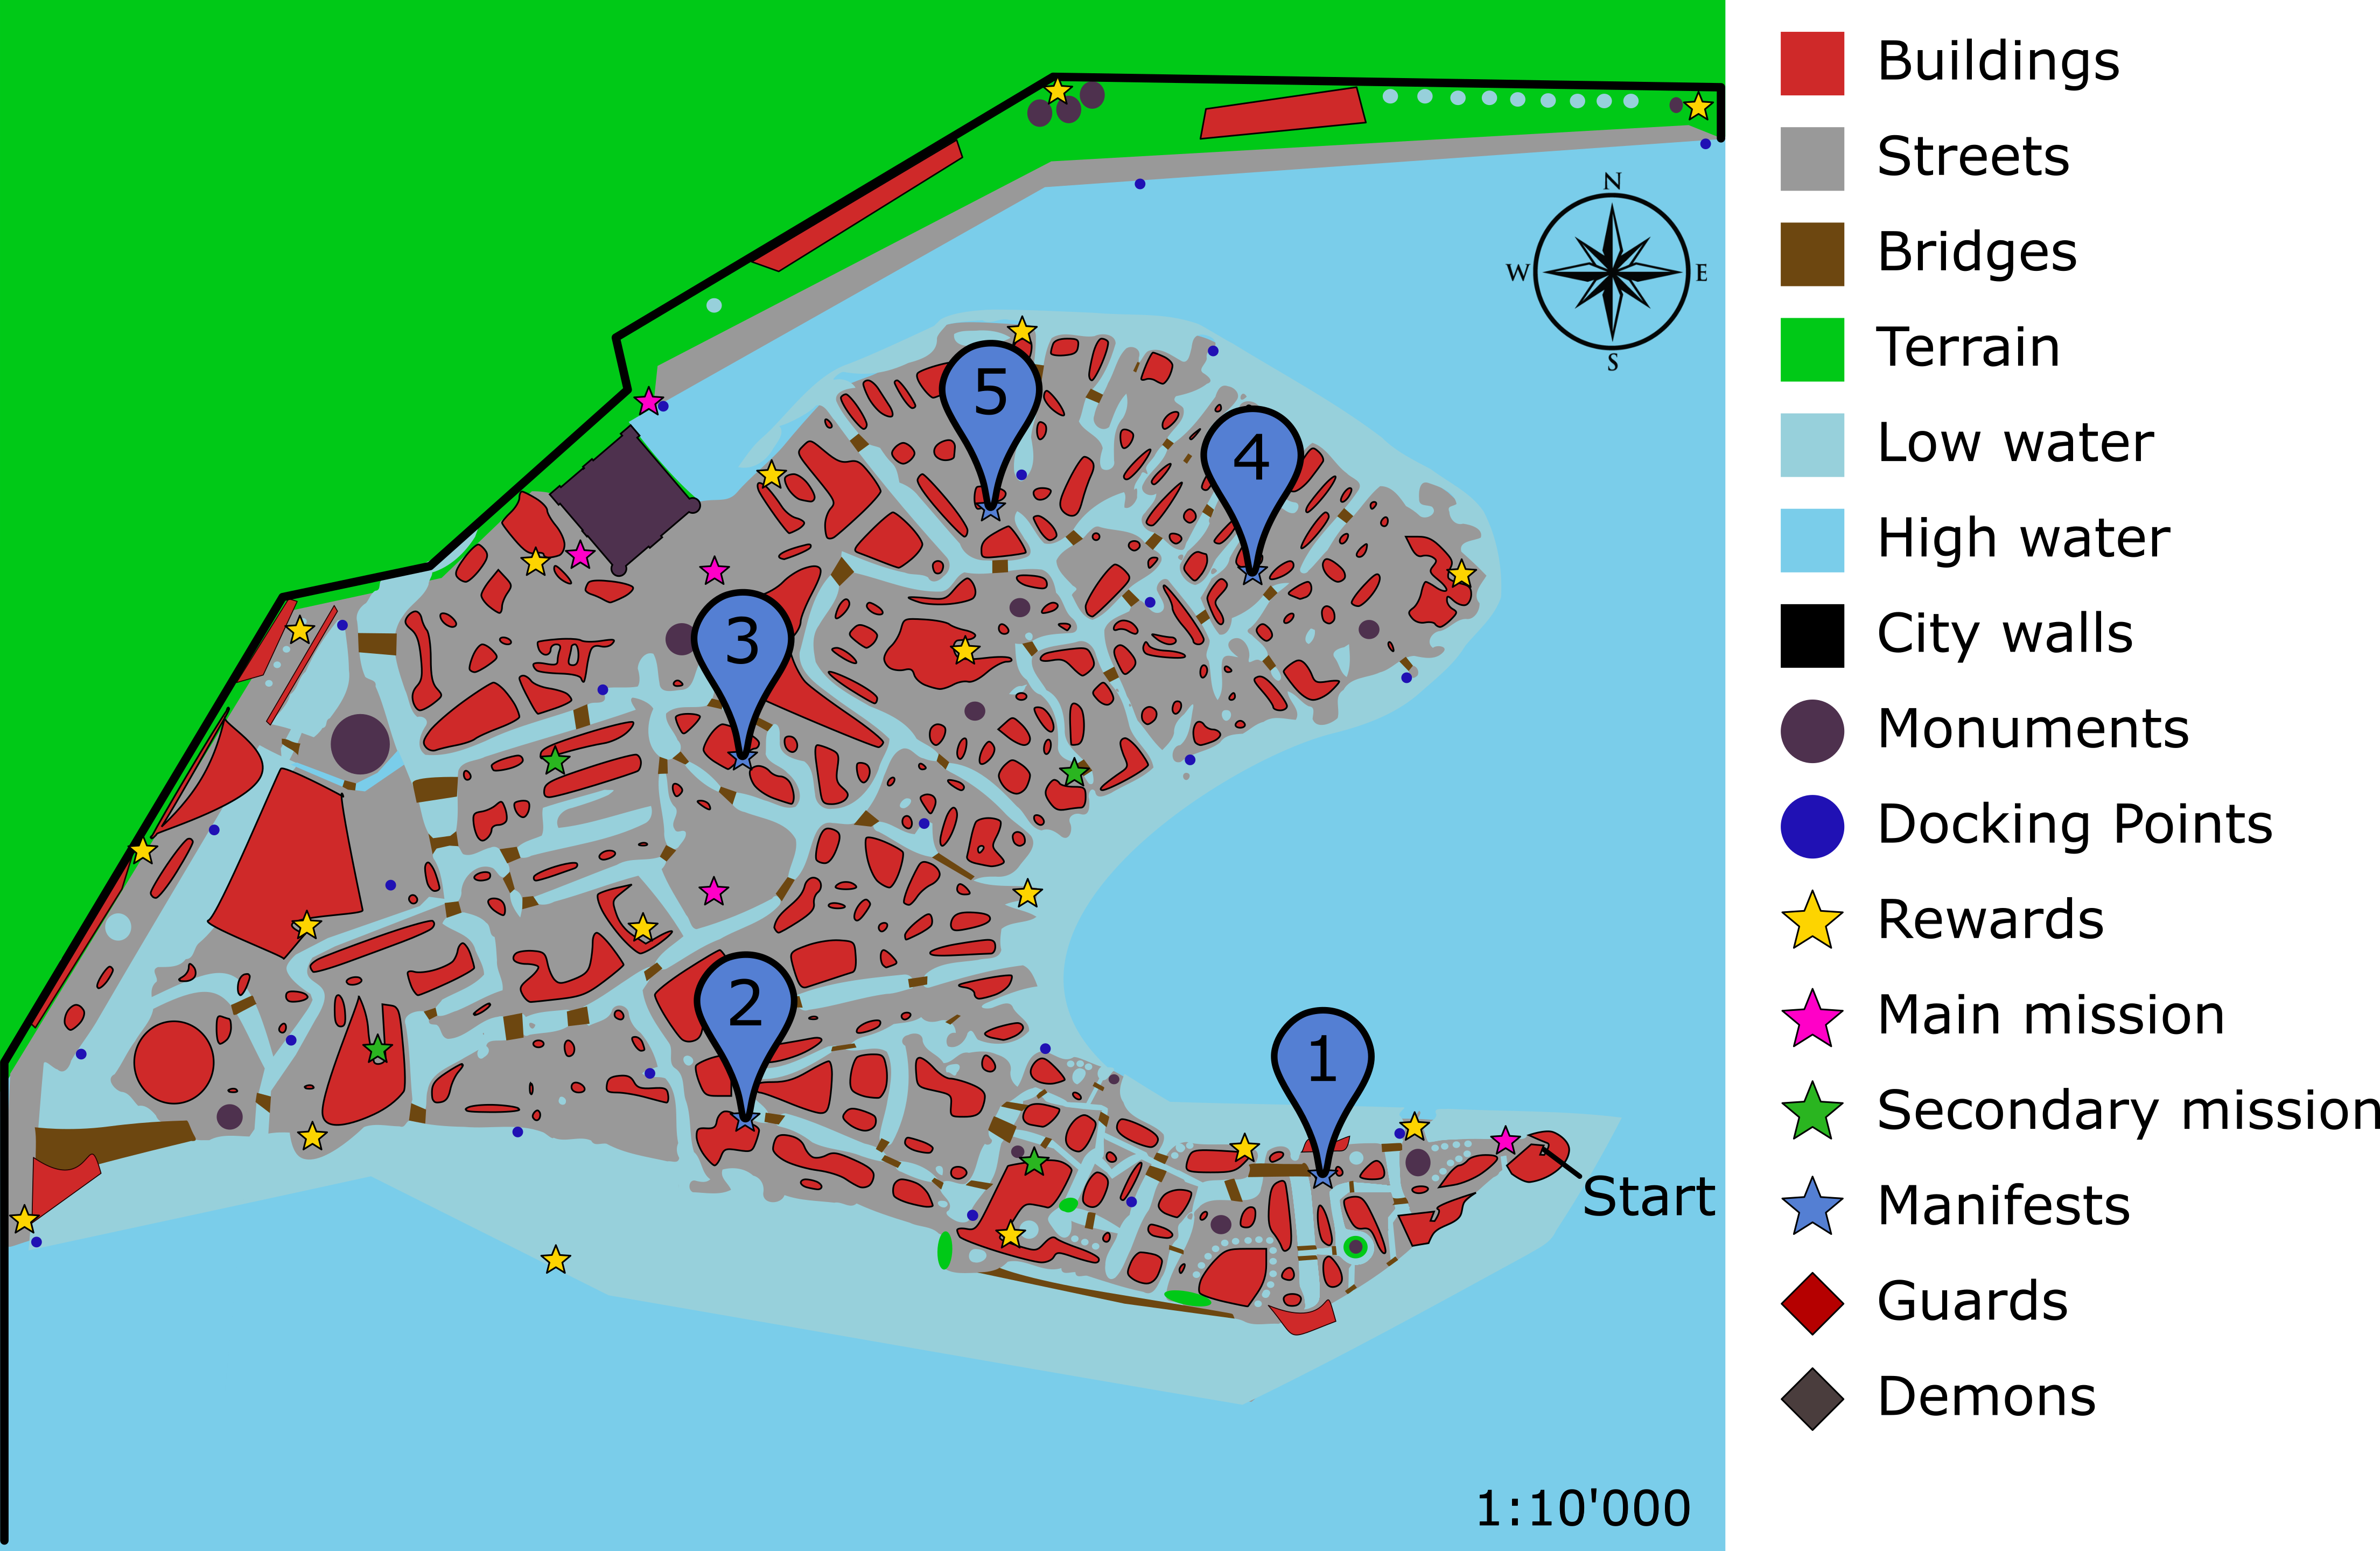 N
W
E
S
5
4
3
2
1
Start
1:10'000
Buildings
Streets
Bridges
Terrain
Low water
High water
City walls
Monuments
Docking Points
Rewards
Main mission
Secondary mission
Manifests
Guards
Demons